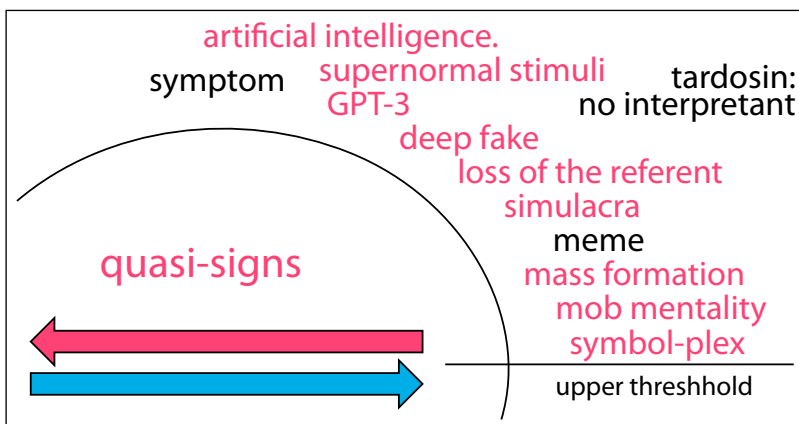 artificial intelligence.
symptom
supernormal stimuli
tardosin:
GPT-3
no interpretant
deep fake
loss of the referent
simulacra
meme
quasi-signs
mass formation
mob mentality
symbol-plex
upper threshhold